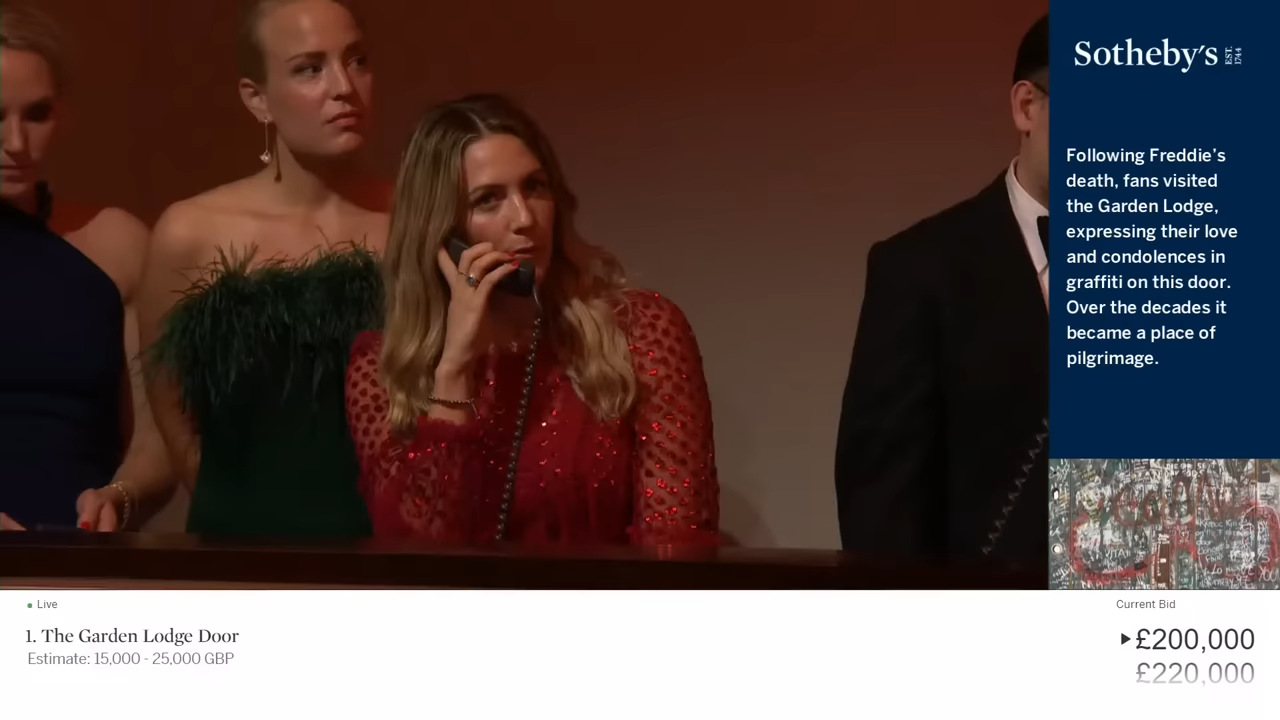 Sotheby's EST. 1744
Following Freddie's
death, fans visited
the Garden Lodge,
expressing their love
and condolences in
graffiti on this door.
Over the decades it
became a place of
pilgrimage.
Live
1. The Garden Lodge Door
Estimate: 15,000 - 25,000 GBP
Current Bid
£200,000
£220,000